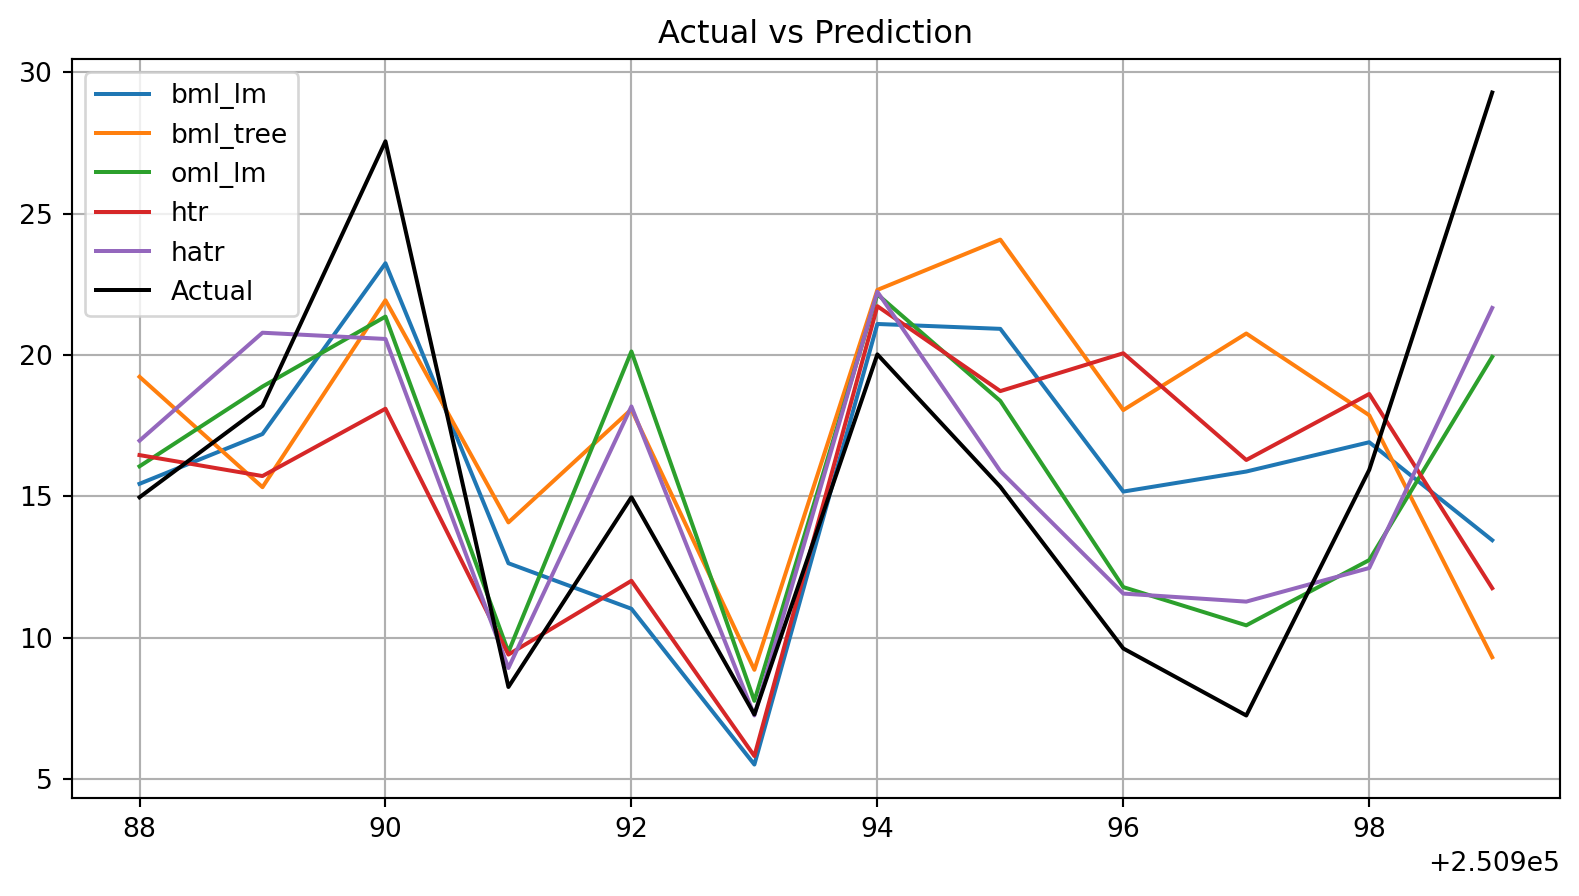 Actual vs Prediction
30
25
20
15
10
5
bml_lm
bml_tree
oml_lm
htr
hatr
Actual
88 90 92 94 96 98
+2.509e5